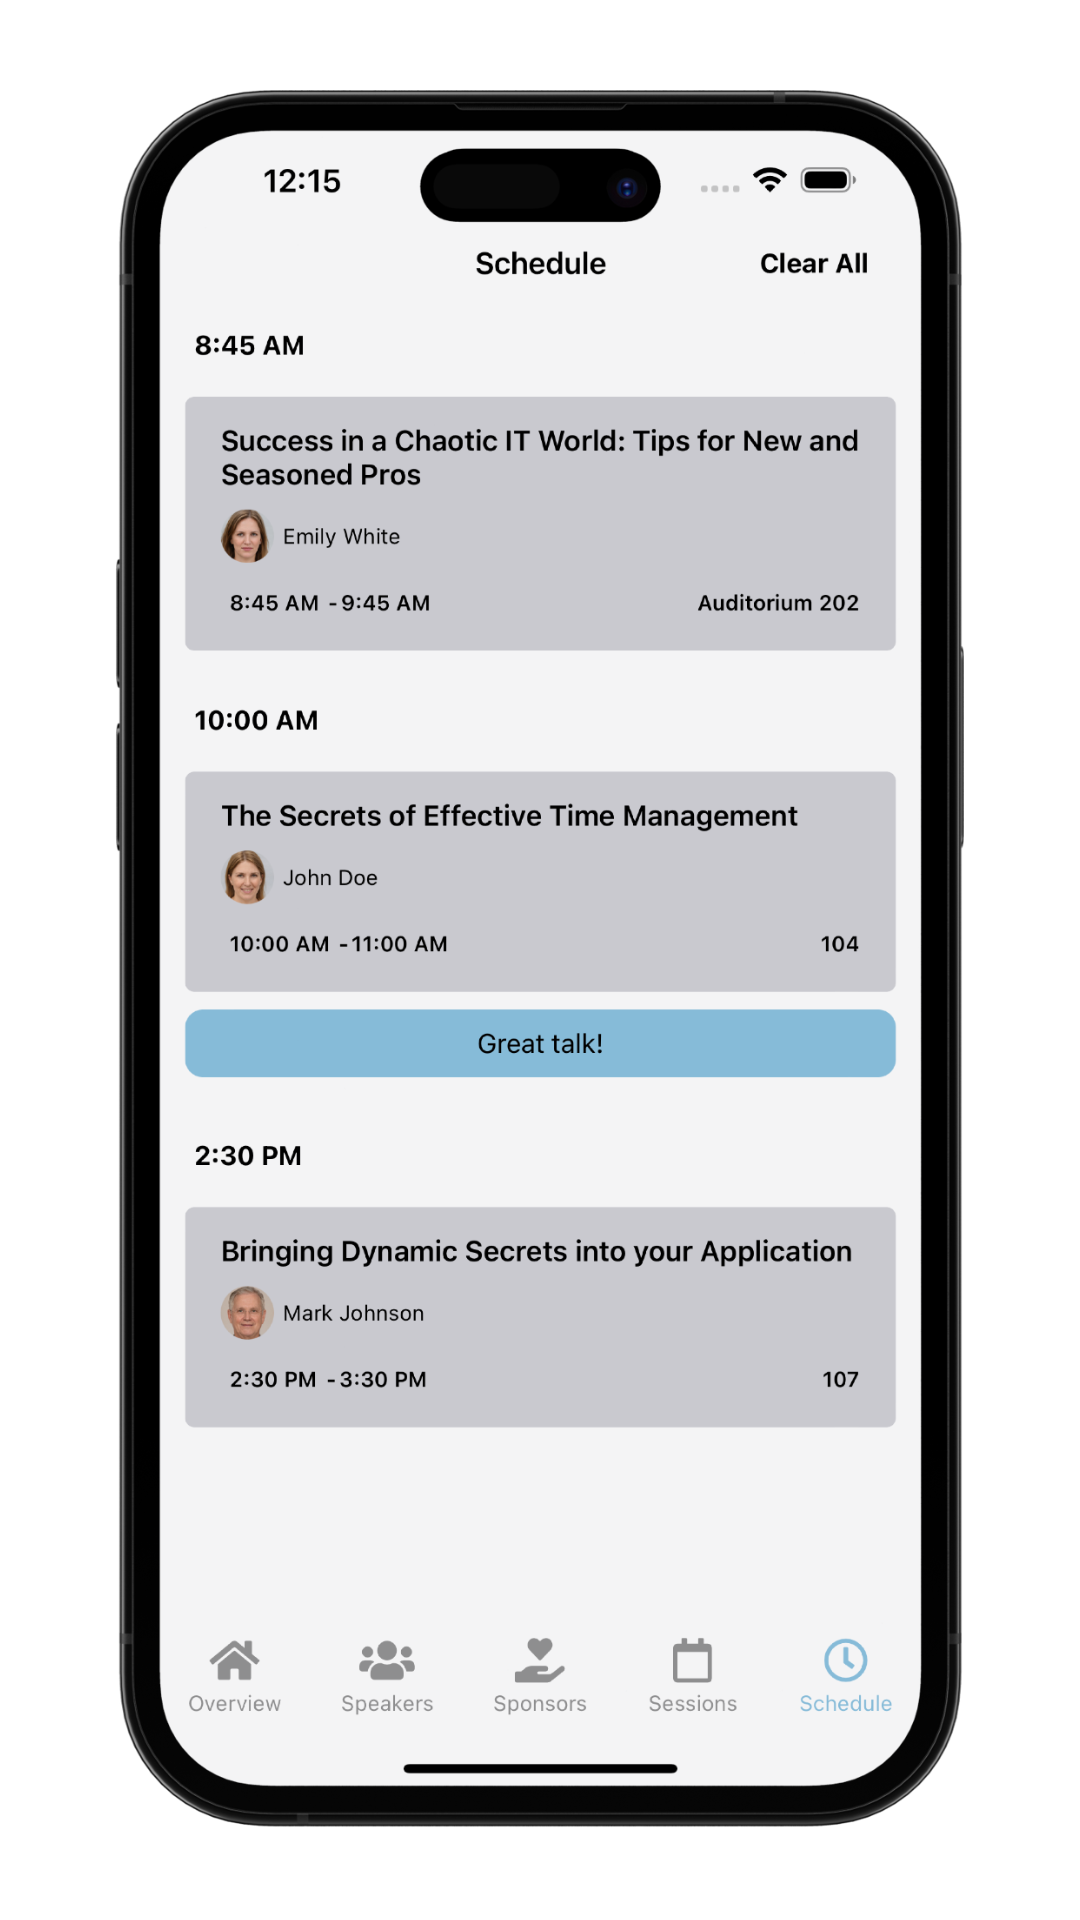 12:15
Schedule
Clear All
8:45 AM
Success in a Chaotic IT World: Tips for New and
Seasoned Pros
Emily White
8:45 AM - 9:45 AM
Auditorium 202
10:00 AM
The Secrets of Effective Time Management
John Doe
10:00 AM - 11:00 AM
104
Great talk!
2:30 PM
Bringing Dynamic Secrets into your Application
Mark Johnson
2:30 PM - 3:30 PM
107
Overview
Speakers
Sponsors
Sessions
Schedule